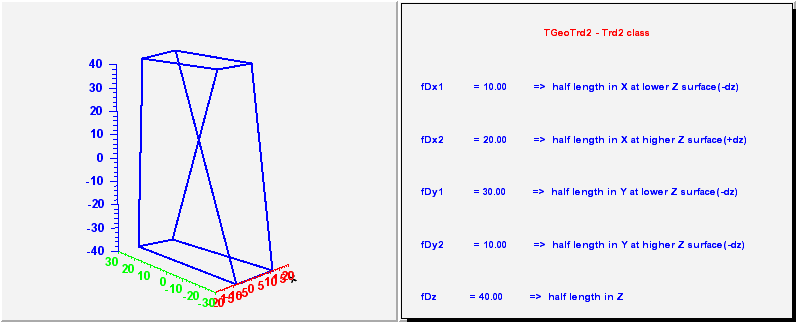 40
30
20
10
0
-10
-20
-30
-40
30
20
10
0
-10
-20
-30
TGeoTrd2 - Trd2 class
fDx1 = 10.00 => half length in X at lower Z surface(-dz)
fDx2 = 20.00 => half length in X at higher Z surface(+dz)
fDy1 = 30.00 => half length in Y at lower Z surface(-dz)
fDy2 = 10.00 => half length in Y at higher Z surface(-dz)
fDz = 40.00 => half length in Z